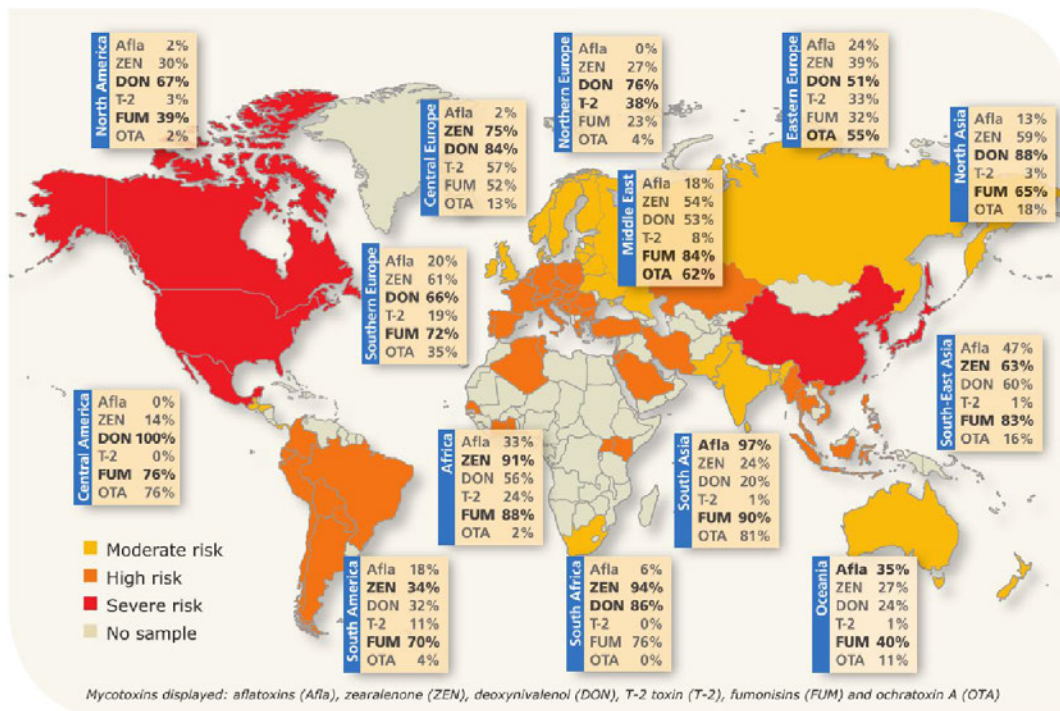 North America
Afla 2%
ZEN 30%
DON 67%
T-2 3%
FUM 39%
OTA 2%
Central Europe
Afla 2%
ZEN 75%
DON 84%
T-2 57%
FUM 52%
OTA 13%
Northern Europe
Afla 0%
ZEN 27%
DON 76%
T-2 38%
FUM 23%
OTA 4%
Eastern Europe
Afla 24%
ZEN 39%
DON 51%
T-2 33%
FUM 32%
OTA 55%
North Asia
Afla 13%
ZEN 59%
DON 88%
T-2 3%
FUM 65%
OTA 18%
Middle East
Afla 18%
ZEN 54%
DON 53%
T-2 8%
FUM 84%
OTA 62%
Southern Europe
Afla 20%
ZEN 61%
DON 66%
T-2 19%
FUM 72%
OTA 35%
South-East Asia
Afla 47%
ZEN 63%
DON 60%
T-2 1%
FUM 83%
OTA 16%
Central America
Afla 0%
ZEN 14%
DON 100%
T-2 0%
FUM 76%
OTA 76%
Africa
Afla 33%
ZEN 91%
DON 56%
T-2 24%
FUM 88%
OTA 2%
South Asia
Afla 97%
ZEN 24%
DON 20%
T-2 1%
FUM 90%
OTA 81%
Moderate risk
High risk
Severe risk
No sample
South America
Afla 18%
ZEN 34%
DON 32%
T-2 11%
FUM 70%
OTA 4%
South Africa
Afla 6%
ZEN 94%
DON 86%
T-2 0%
FUM 76%
OTA 0%
Oceania
Afla 35%
ZEN 27%
DON 24%
T-2 1%
FUM 40%
OTA 11%
Mycotoxins displayed: aflatoxins (Afla), zearalenone (ZEN), deoxynivalenol (DON), T-2 toxin (T-2), fumonisins (FUM) and ochratoxin A (OTA)